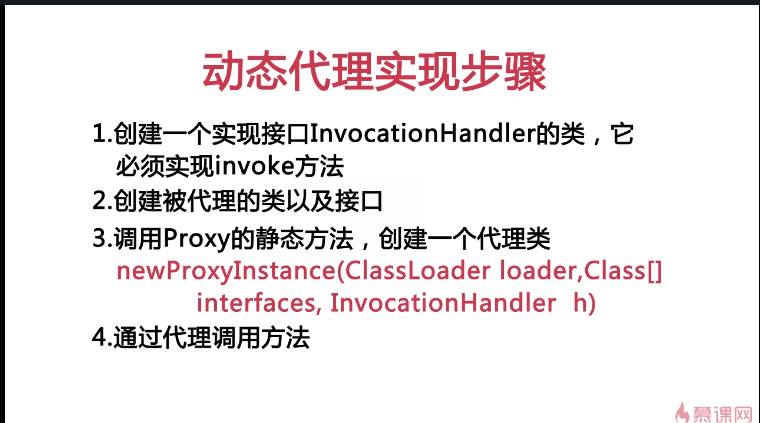 动态代理实现步骤
1.创建一个实现接口InvocationHandler的类，它
必须实现invoke方法
2.创建被代理的类以及接口
3.调用Proxy的静态方法，创建一个代理类
newProxyInstance(ClassLoader loader,Class[]
interfaces, InvocationHandler h)
4.通过代理调用方法
慕课网